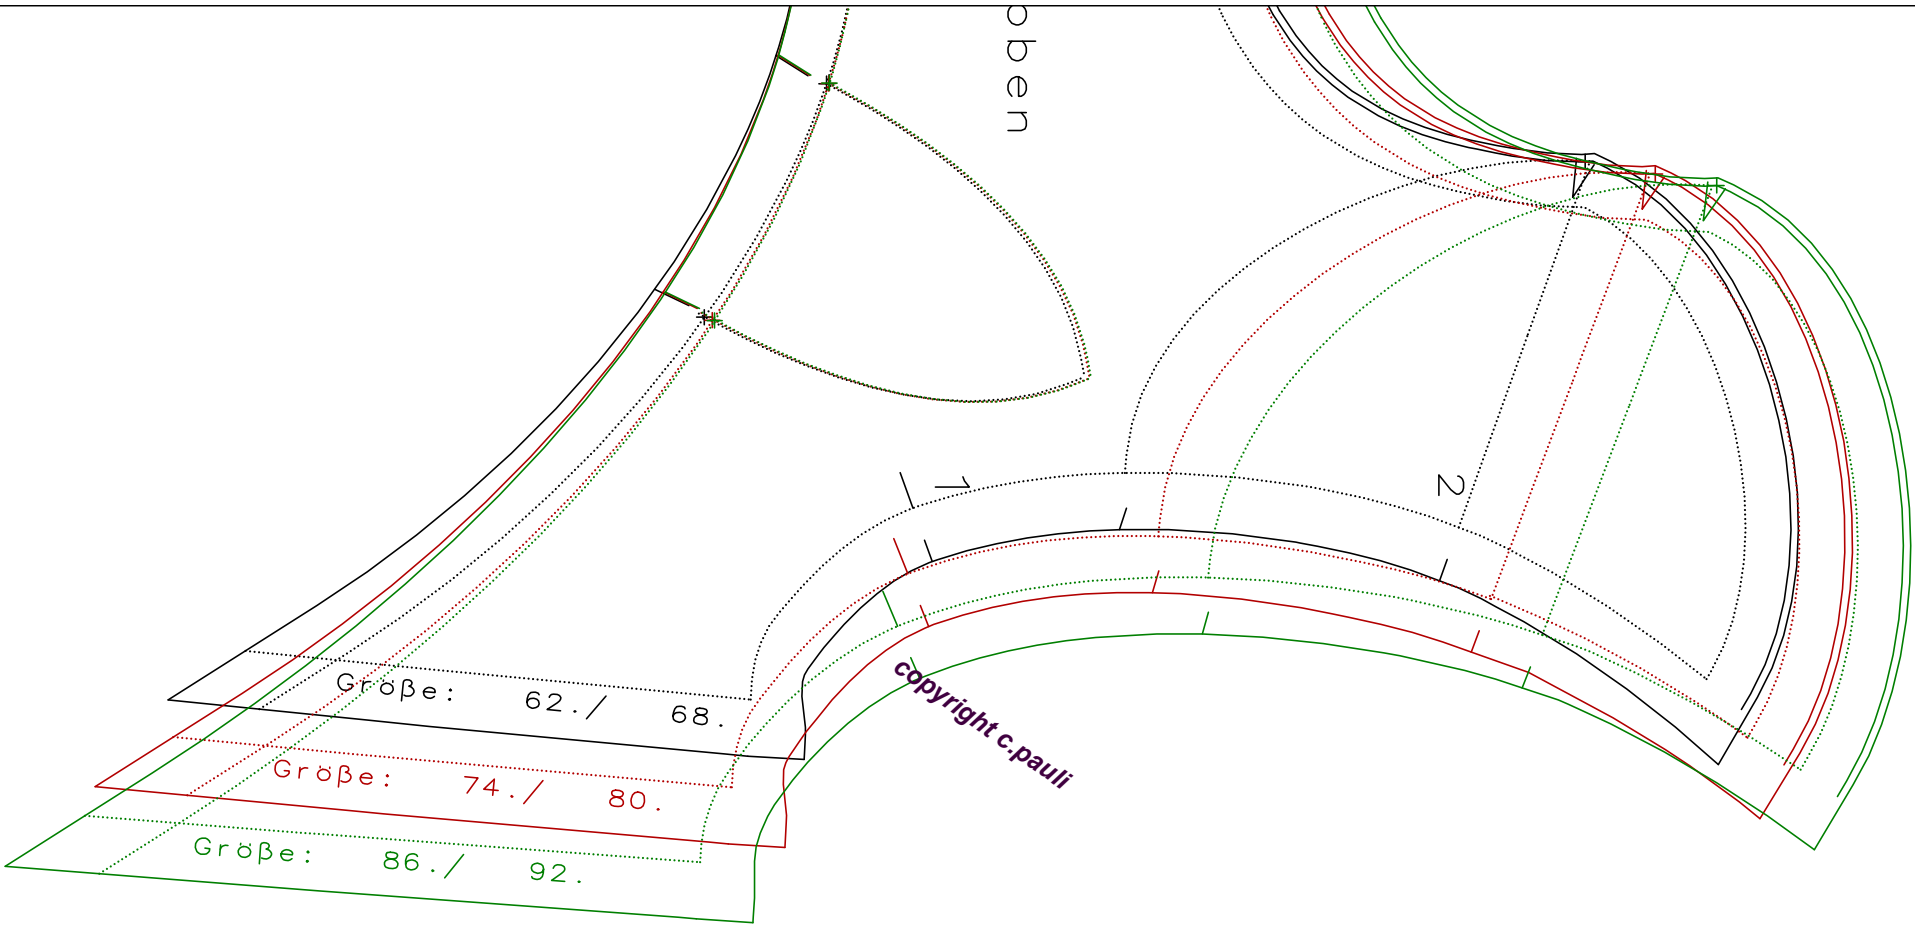 oben
1
2
Größe: 62./ 68.
Größe: 74./ 80.
Größe: 86./ 92.
copyright c.pauli